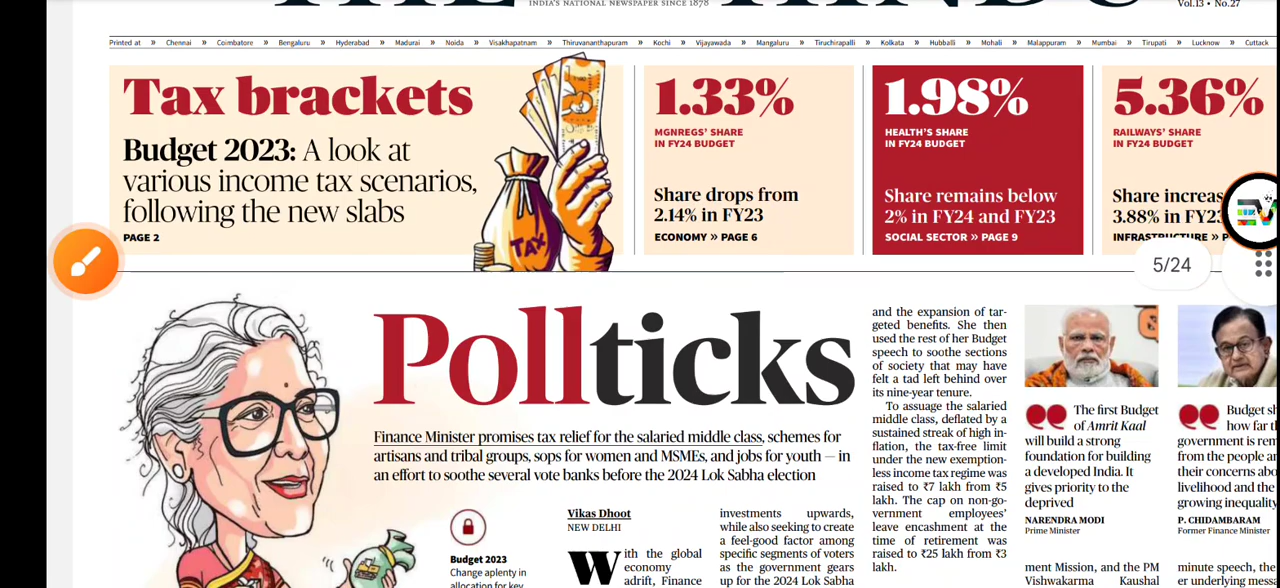 INDIA'S NATIONAL NEWSPAPER SINCE 1878
Vol.13 • No.27
Printed at » Chennai » Coimbatore » Bengaluru » Hyderabad » Madurai » Noida » Visakhapatnam » Thiruvananthapuram » Kochi » Vijayawada » Mangaluru » Tiruchirapalli » Kolkata » Hubballi » Mohali » Malappuram » Mumbai » Tirupati » Lucknow » Cuttack
Tax brackets
Budget 2023: A look at
various income tax scenarios,
following the new slabs
PAGE 2
TAX
1.33%
MGNREGS' SHARE
IN FY24 BUDGET
Share drops from
2.14% in FY23
ECONOMY » PAGE 6
1.98%
HEALTH'S SHARE
IN FY24 BUDGET
Share remains below
2% in FY24 and FY23
SOCIAL SECTOR » PAGE 9
5.36%
RAILWAYS' SHARE
IN FY24 BUDGET
Share increas
3.88% in FY23
INFRASTRUCTURE » P
5/24
Pollticks
Finance Minister promises tax relief for the salaried middle class, schemes for
artisans and tribal groups, sops for women and MSMEs, and jobs for youth — in
an effort to soothe several vote banks before the 2024 Lok Sabha election
Budget 2023
Change aplenty in
allocation for key
Vikas Dhoot
NEW DELHI
With the global
economy
adrift, Finance
investments upwards,
while also seeking to create
a feel-good factor among
specific segments of voters
as the government gears
up for the 2024 Lok Sabha
and the expansion of tar-
geted benefits. She then
used the rest of her Budget
speech to soothe sections
of society that may have
felt a tad left behind over
its nine-year tenure.
To assuage the salaried
middle class, deflated by a
sustained streak of high in-
flation, the tax-free limit
under the new exemption-
less income tax regime was
raised to ₹7 lakh from ₹5
lakh. The cap on non-go-
vernment employees'
leave encashment at the
time of retirement was
raised to ₹25 lakh from ₹3
lakh.
The first Budget
of Amrit Kaal
will build a strong
foundation for building
a developed India. It
gives priority to the
deprived
NARENDRA MODI
Prime Minister
ment Mission, and the PM
Vishwakarma Kaushal
Budget sh
how far t
government is rem
from the people an
their concerns abo
livelihood and the
growing inequality
P. CHIDAMBARAM
Former Finance Minister
minute speech, the
or underlying mess